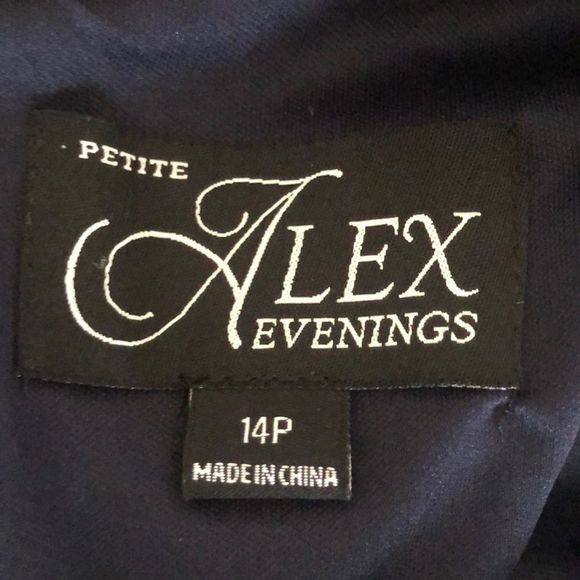 PETITE
ALEX
EVENINGS
14P
MADE IN CHINA